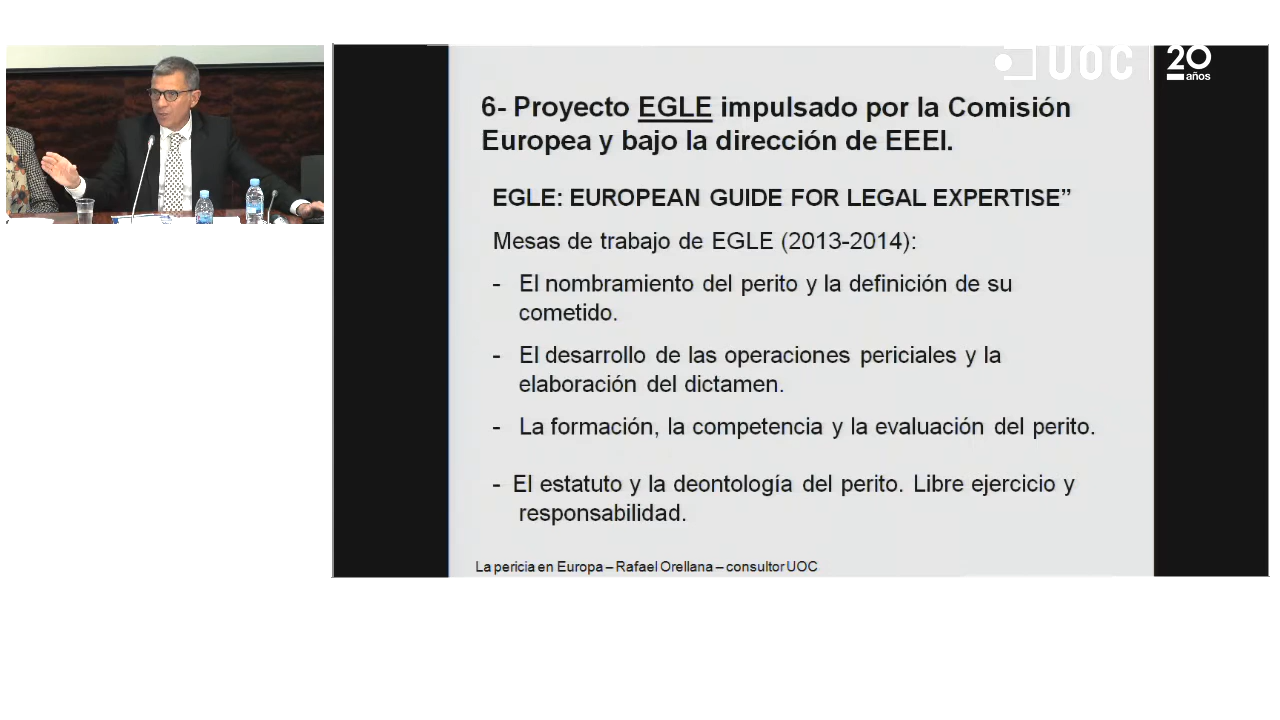 UOC
20
años
6- Proyecto EGLE impulsado por la Comisión
Europea y bajo la dirección de EEEI.
EGLE: EUROPEAN GUIDE FOR LEGAL EXPERTISE”
Mesas de trabajo de EGLE (2013-2014):
- El nombramiento del perito y la definición de su
cometido.
- El desarrollo de las operaciones periciales y la
elaboración del dictamen.
- La formación, la competencia y la evaluación del perito.
- El estatuto y la deontología del perito. Libre ejercicio y
responsabilidad.
La pericia en Europa – Rafael Orellana – consultor UOC